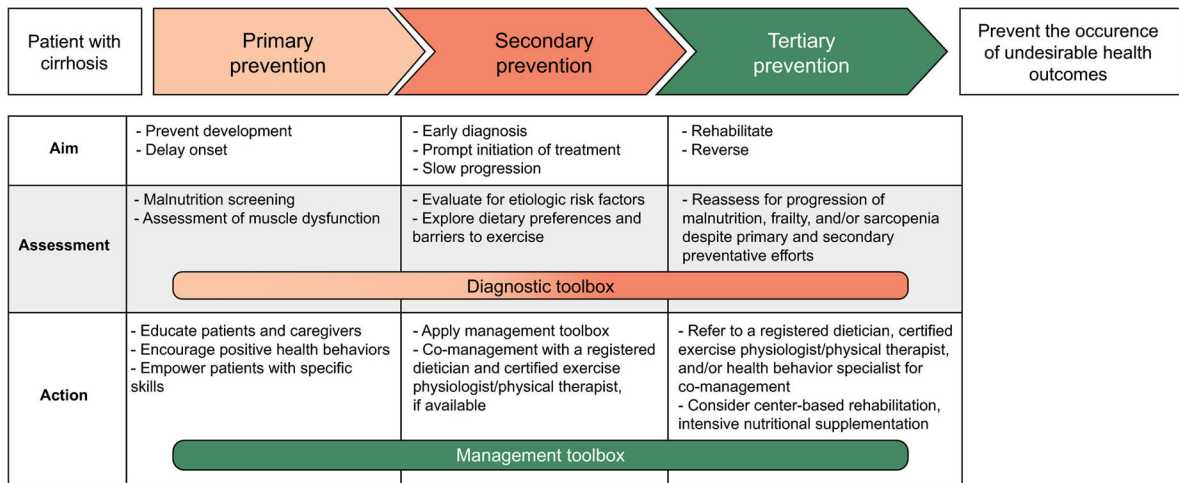 Patient with
cirrhosis
Primary
prevention
Secondary
prevention
Tertiary
prevention
Prevent the occurence
of undesirable health
outcomes
Aim
- Prevent development
- Delay onset
- Early diagnosis
- Prompt initiation of treatment
- Slow progression
- Rehabilitate
- Reverse
Assessment
- Malnutrition screening
- Assessment of muscle dysfunction
- Evaluate for etiologic risk factors
- Explore dietary preferences and
barriers to exercise
- Reassess for progression of
malnutrition, frailty, and/or sarcopenia
despite primary and secondary
preventative efforts
Diagnostic toolbox
Action
- Educate patients and caregivers
- Encourage positive health behaviors
- Empower patients with specific
skills
- Apply management toolbox
- Co-management with a registered
dietician and certified exercise
physiologist/physical therapist,
if available
- Refer to a registered dietician, certified
exercise physiologist/physical therapist,
and/or health behavior specialist for
co-management
- Consider center-based rehabilitation,
intensive nutritional supplementation
Management toolbox